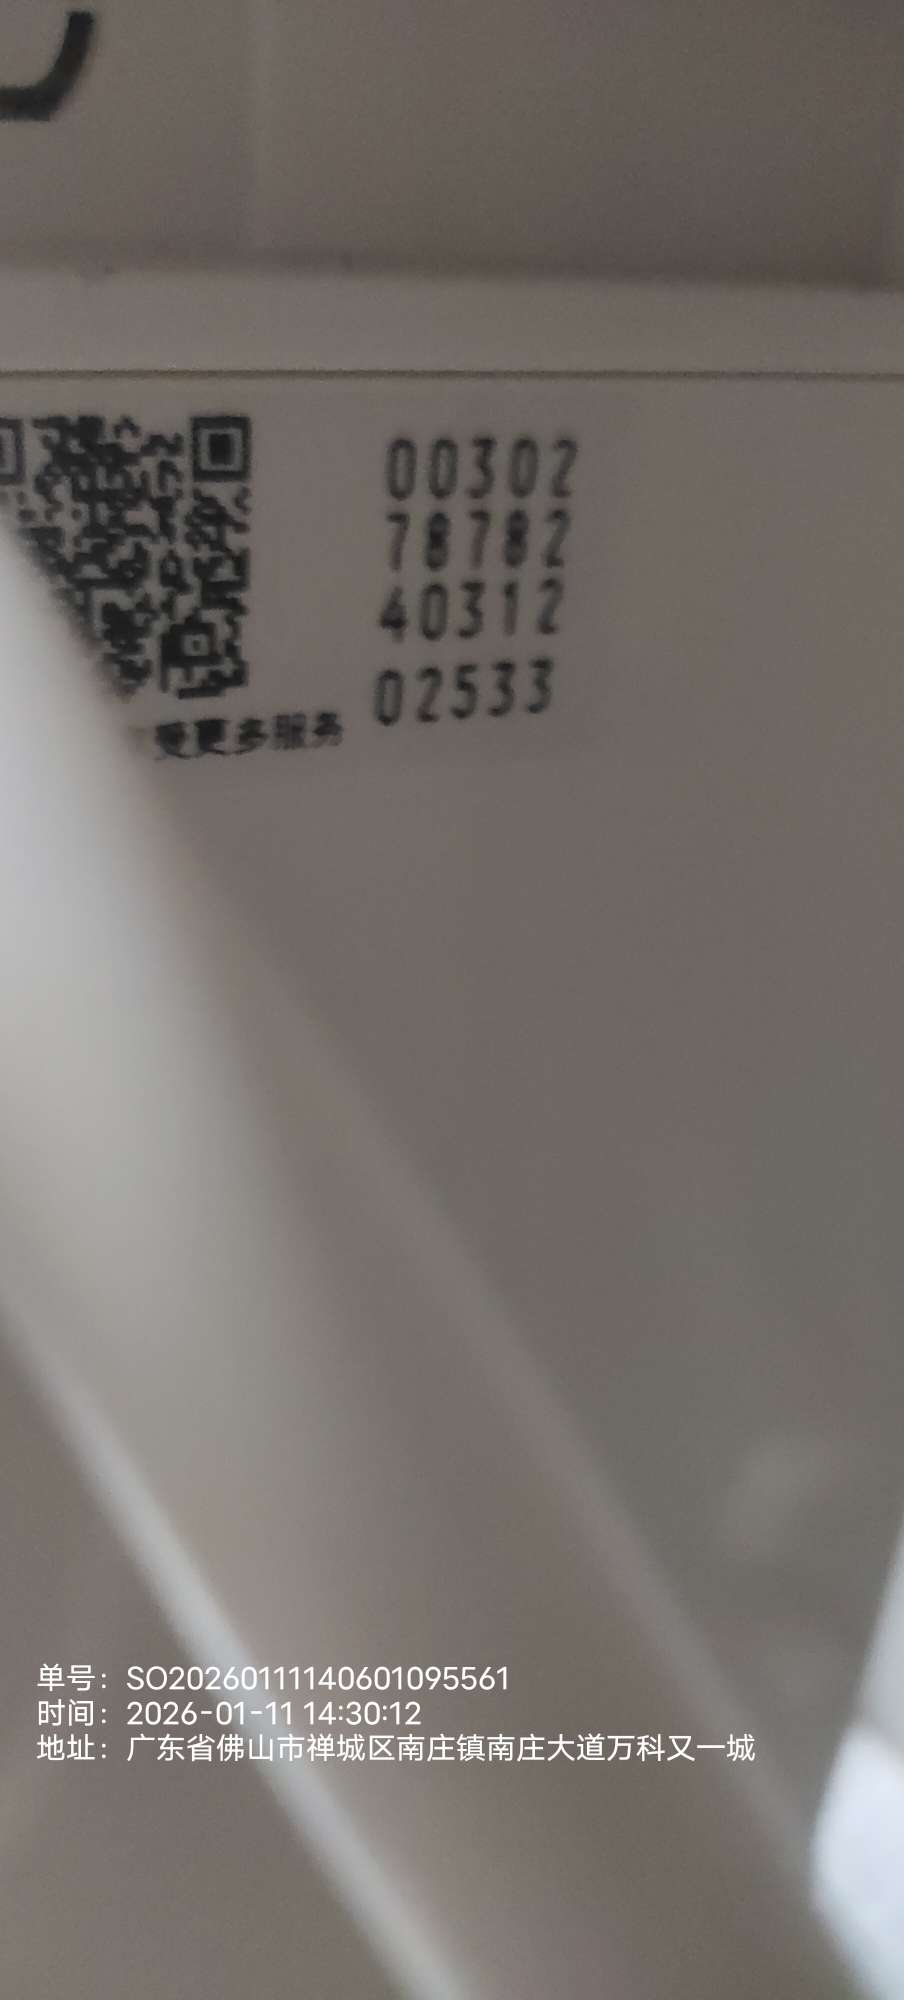 00302
78782
40312
02533
受更多服务
单号：SO20260111140601095561
时间：2026-01-11 14:30:12
地址：广东省佛山市禅城区南庄镇南庄大道万科又一城